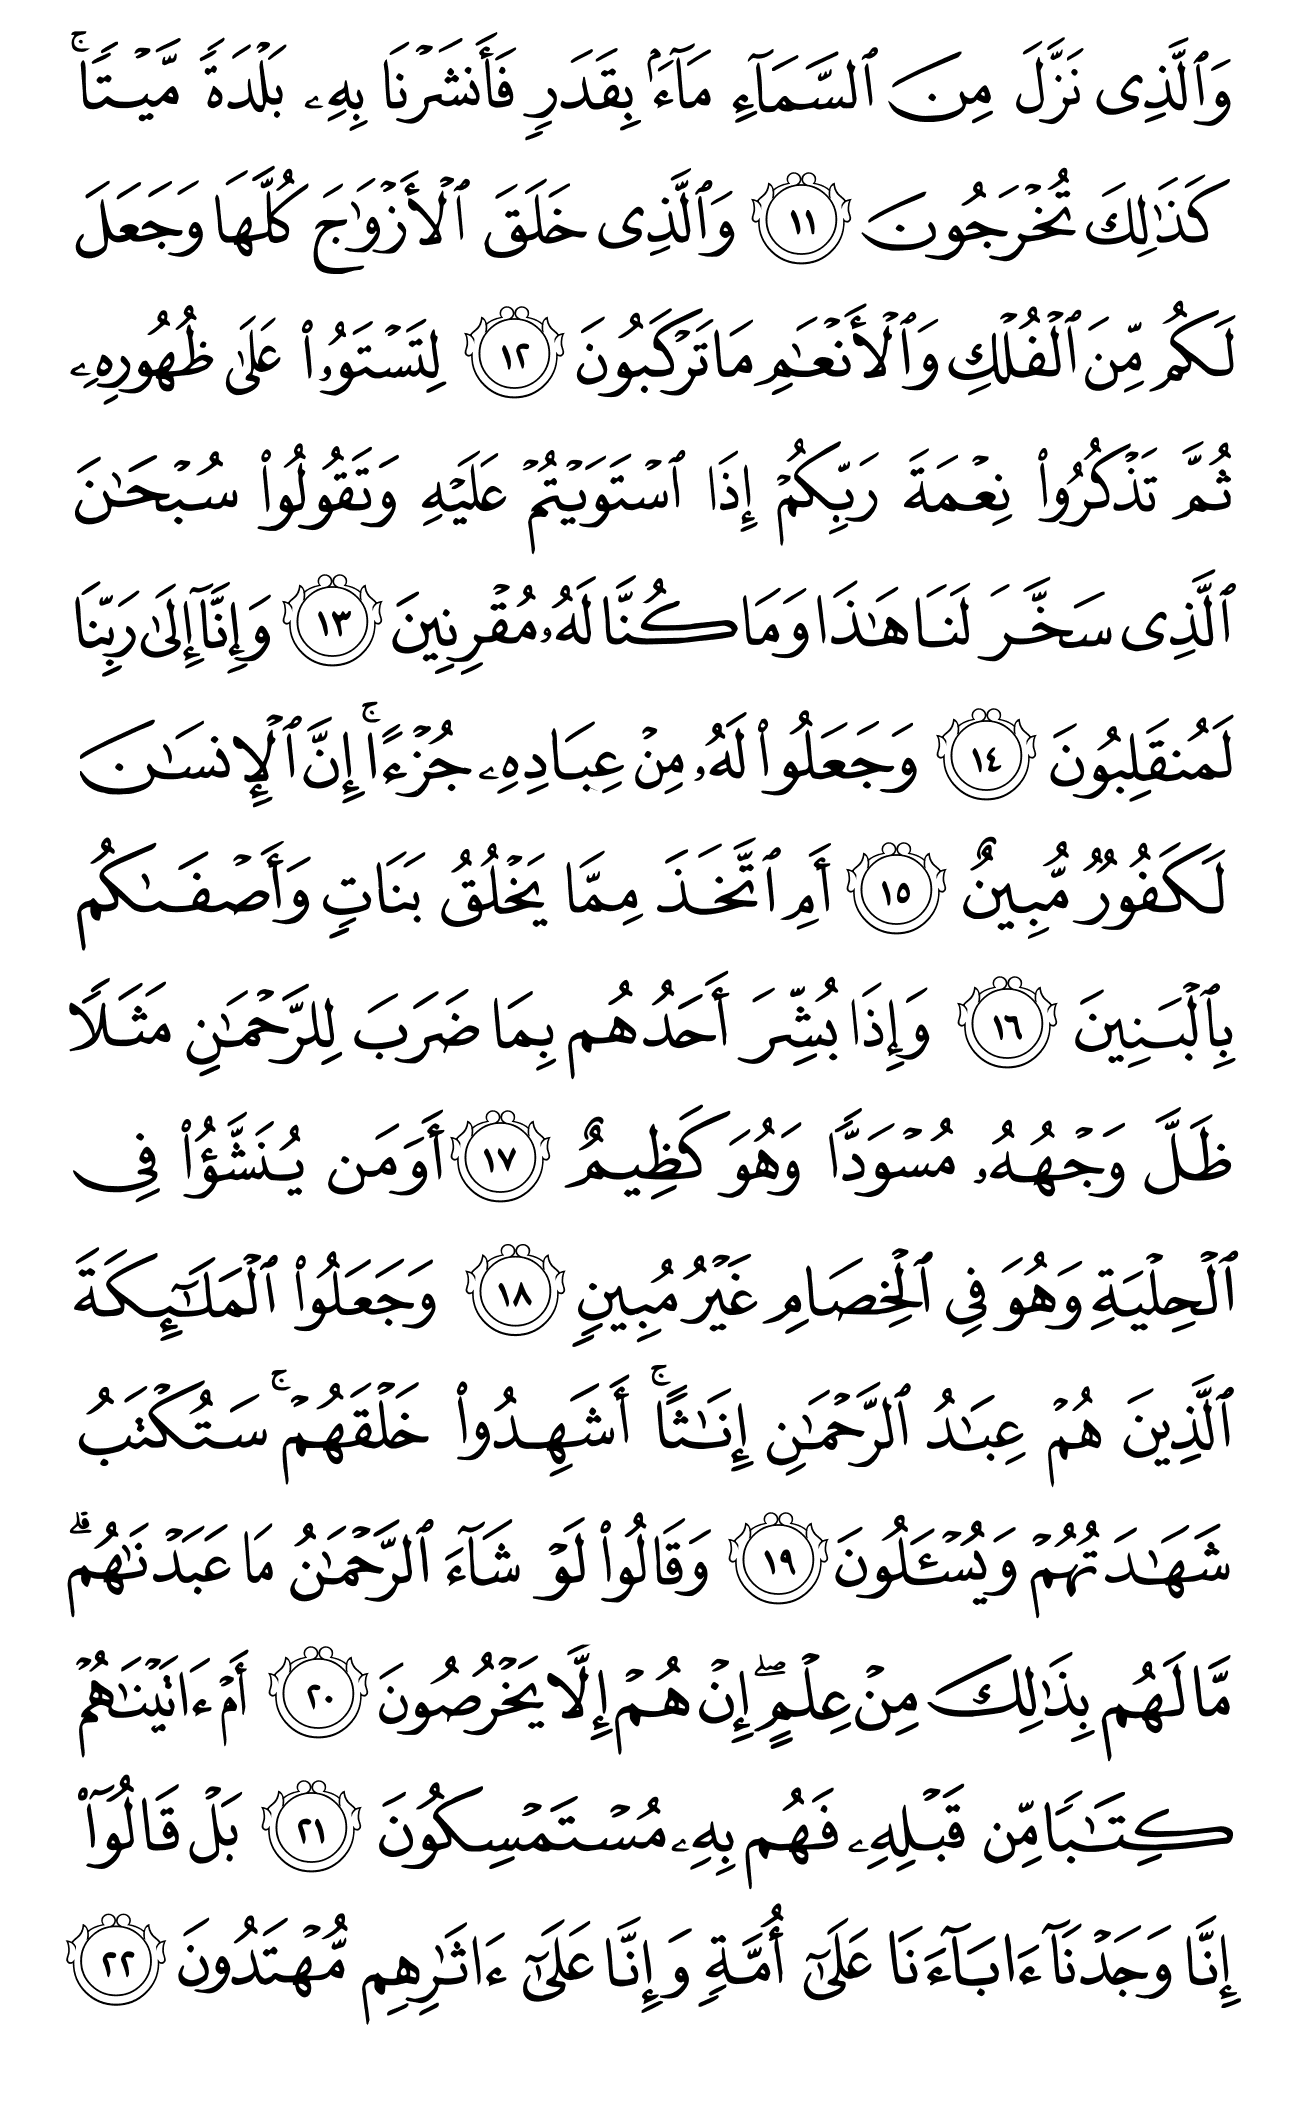 وَٱلَّذِى نَزَّلَ مِنَ ٱلسَّمَآءِ مَآءَۢ بِقَدَرٍۢ فَأَنشَرْنَا بِهِۦ بَلْدَةً مَّيْتًا ۚ
كَذَٰلِكَ تُخْرَجُونَ ١١ وَٱلَّذِى خَلَقَ ٱلْأَزْوَٰجَ كُلَّهَا وَجَعَلَ
لَكُم مِّنَ ٱلْفُلْكِ وَٱلْأَنْعَـٰمِ مَا تَرْكَبُونَ ١٢ لِتَسْتَوُۥا۟ عَلَىٰ ظُهُورِهِۦ
ثُمَّ تَذْكُرُوا۟ نِعْمَةَ رَبِّكُمْ إِذَا ٱسْتَوَيْتُمْ عَلَيْهِ وَتَقُولُوا۟ سُبْحَـٰنَ
ٱلَّذِى سَخَّرَ لَنَا هَـٰذَا وَمَا كُنَّا لَهُۥ مُقْرِنِينَ ١٣ وَإِنَّآ إِلَىٰ رَبِّنَا
لَمُنقَلِبُونَ ١٤ وَجَعَلُوا۟ لَهُۥ مِنْ عِبَادِهِۦ جُزْءًا ۚ إِنَّ ٱلْإِنسَـٰنَ
لَكَفُورٌ مُّبِينٌ ١٥ أَمِ ٱتَّخَذَ مِمَّا يَخْلُقُ بَنَاتٍ وَأَصْفَىٰكُم
بِٱلْبَنِينَ ١٦ وَإِذَا بُشِّرَ أَحَدُهُم بِمَا ضَرَبَ لِلرَّحْمَـٰنِ مَثَلًا
ظَلَّ وَجْهُهُۥ مُسْوَدًّا وَهُوَ كَظِيمٌ ١٧ أَوَمَن يُنَشَّؤُا۟ فِى
ٱلْحِلْيَةِ وَهُوَ فِى ٱلْخِصَامِ غَيْرُ مُبِينٍ ١٨ وَجَعَلُوا۟ ٱلْمَلَـٰٓئِكَةَ
ٱلَّذِينَ هُمْ عِبَـٰدُ ٱلرَّحْمَـٰنِ إِنَـٰثًا ۚ أَشَهِدُوا۟ خَلْقَهُمْ ۚ سَتُكْتَبُ
شَهَـٰدَتُهُمْ وَيُسْـَٔلُونَ ١٩ وَقَالُوا۟ لَوْ شَآءَ ٱلرَّحْمَـٰنُ مَا عَبَدْنَـٰهُم ۗ
مَّا لَهُم بِذَٰلِكَ مِنْ عِلْمٍ ۖ إِنْ هُمْ إِلَّا يَخْرُصُونَ ٢٠ أَمْ ءَاتَيْنَـٰهُمْ
كِتَـٰبًا مِّن قَبْلِهِۦ فَهُم بِهِۦ مُسْتَمْسِكُونَ ٢١ بَلْ قَالُوٓا۟
إِنَّا وَجَدْنَآ ءَابَآءَنَا عَلَىٰٓ أُمَّةٍ وَإِنَّا عَلَىٰٓ ءَاثَـٰرِهِم مُّهْتَدُونَ ٢٢